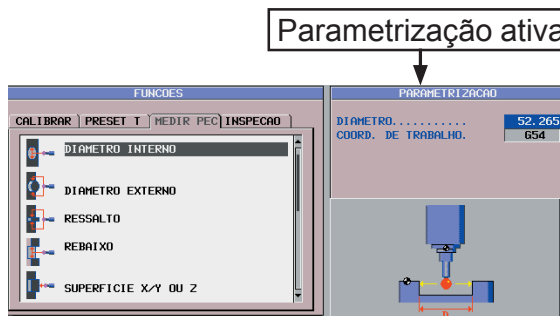 Parametrização ativa
FUNCOES
CALIBRAR PRESET T MEDIR PEC INSPECAO
DIAMETRO INTERNO
DIAMETRO EXTERNO
RESSALTO
REBAIXO
SUPERFICIE X/Y OU Z
PARAMETRIZACAO
DIAMETRO........... 52.265
COORD. DE TRABALHO. G54
D